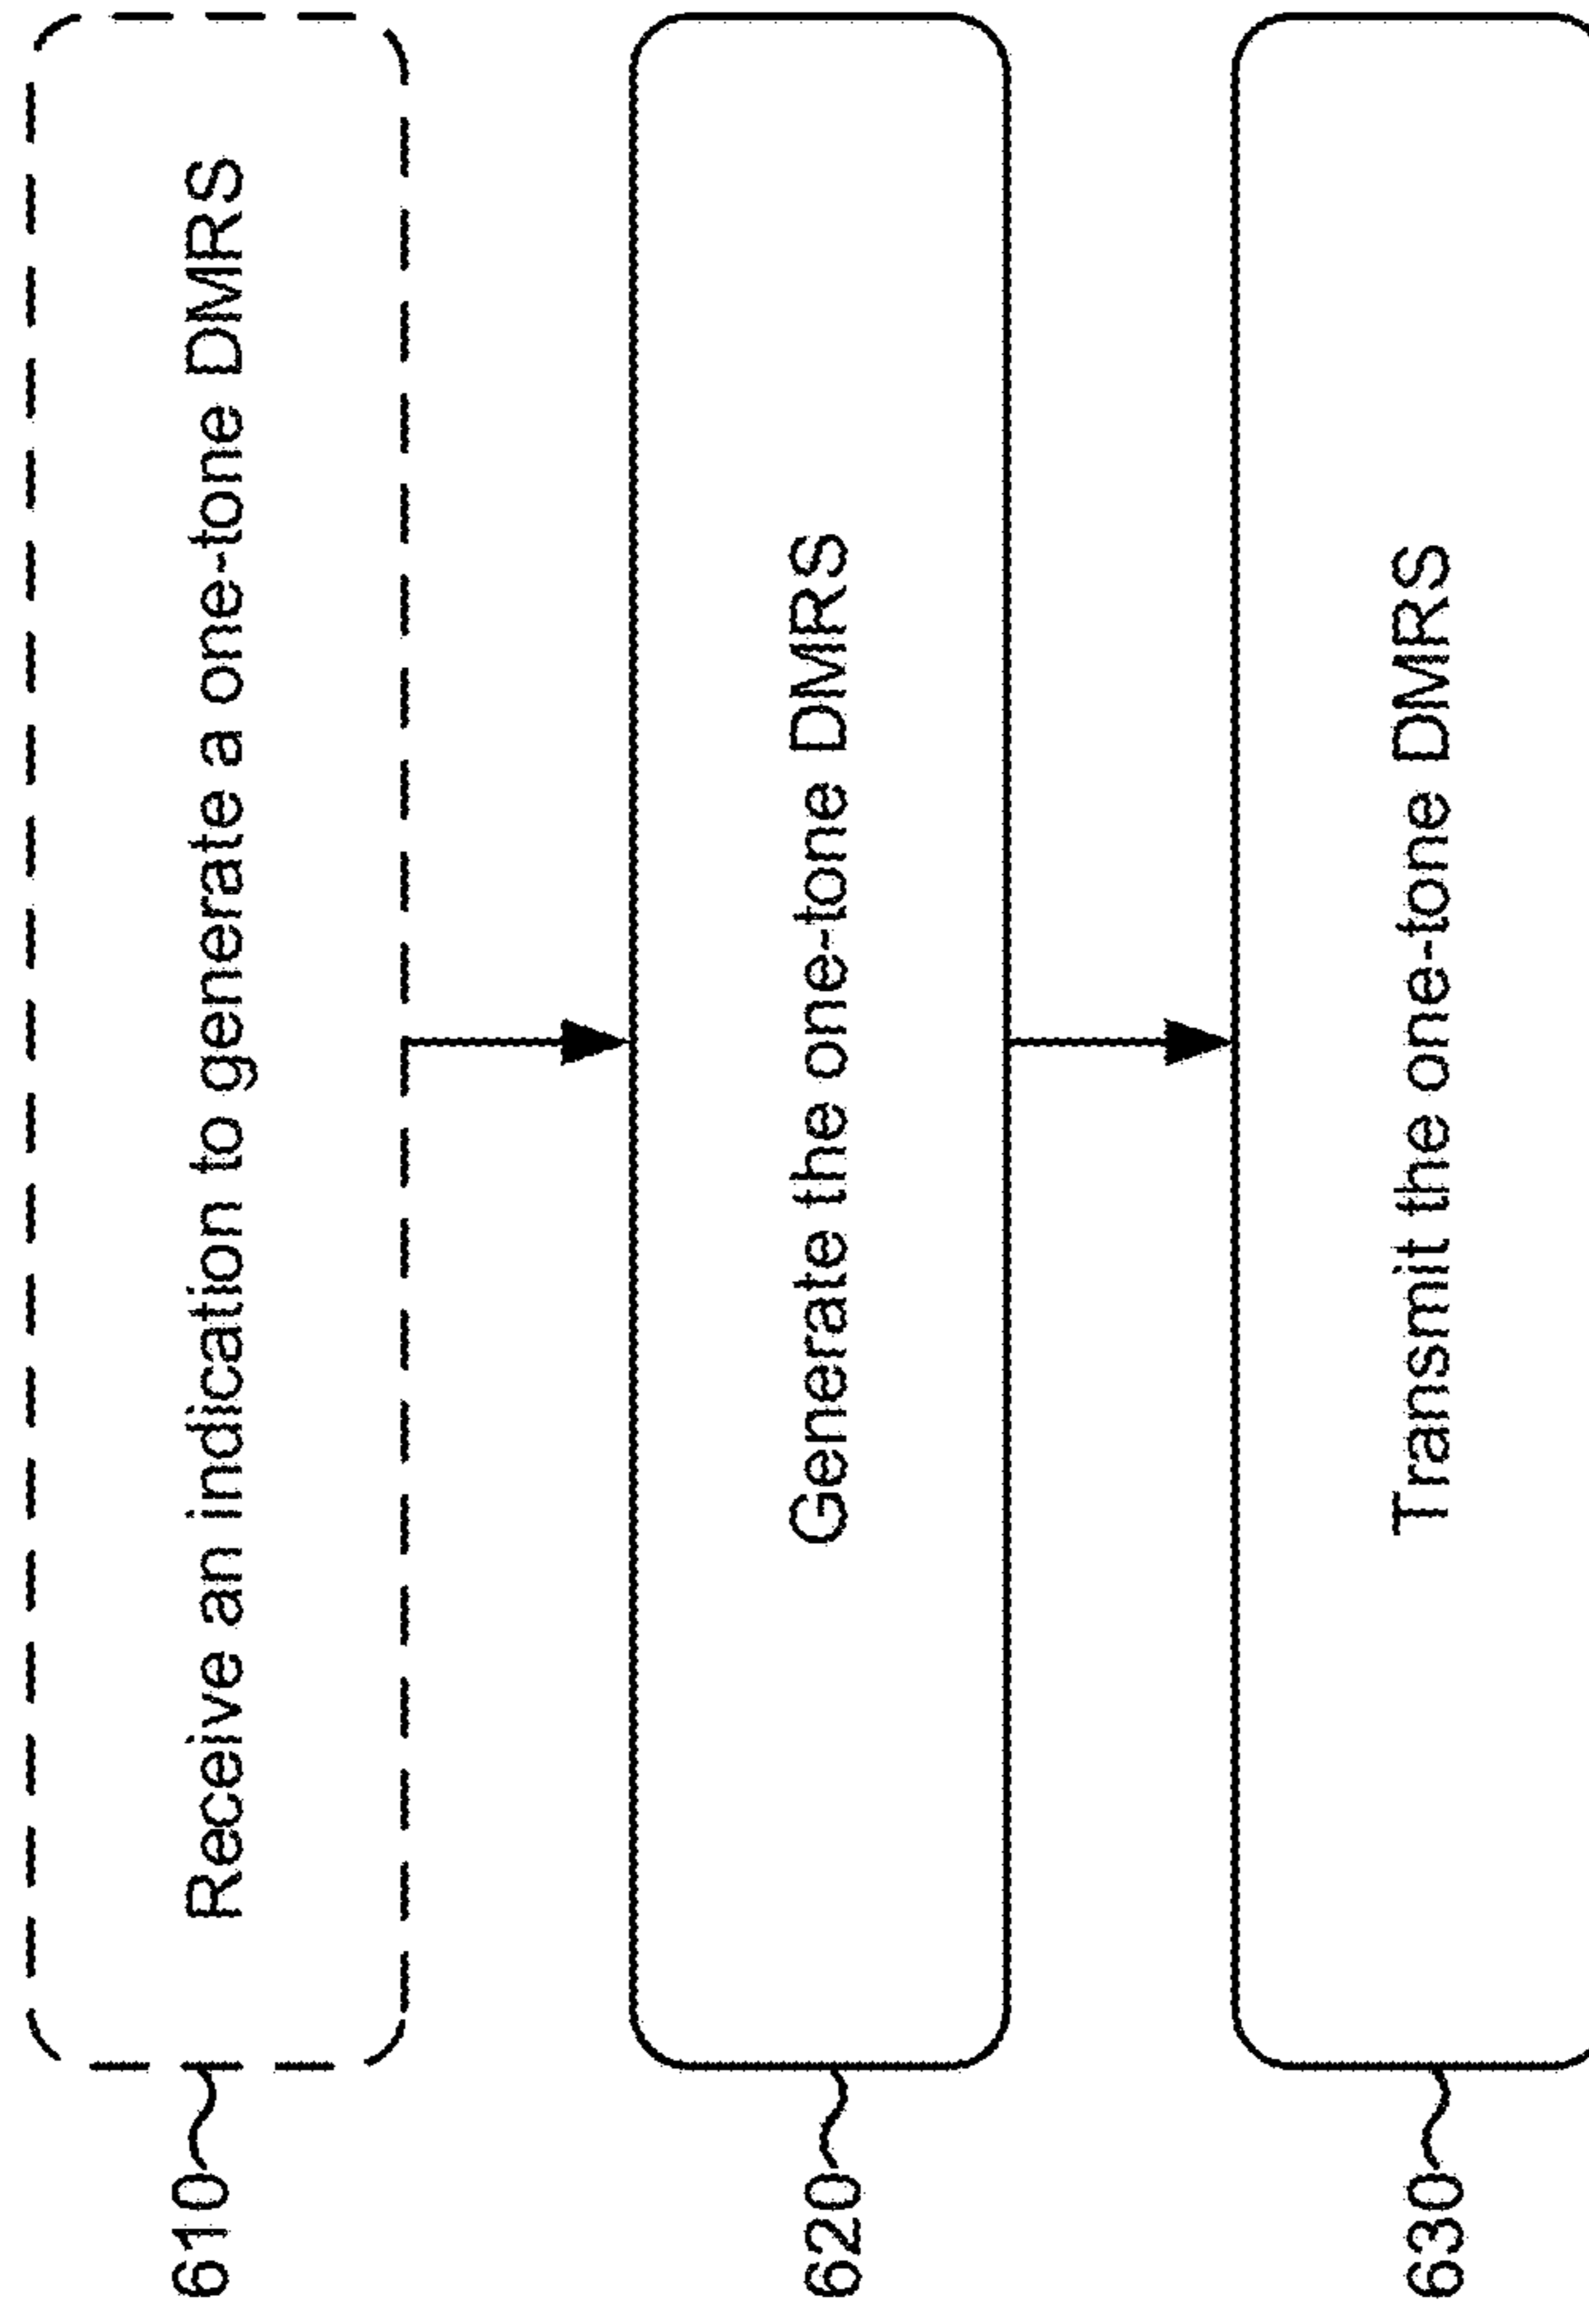 610
Receive an indication to generate a one-tone DMRS
620
Generate the one-tone DMRS
630
Transmit the one-tone DMRS